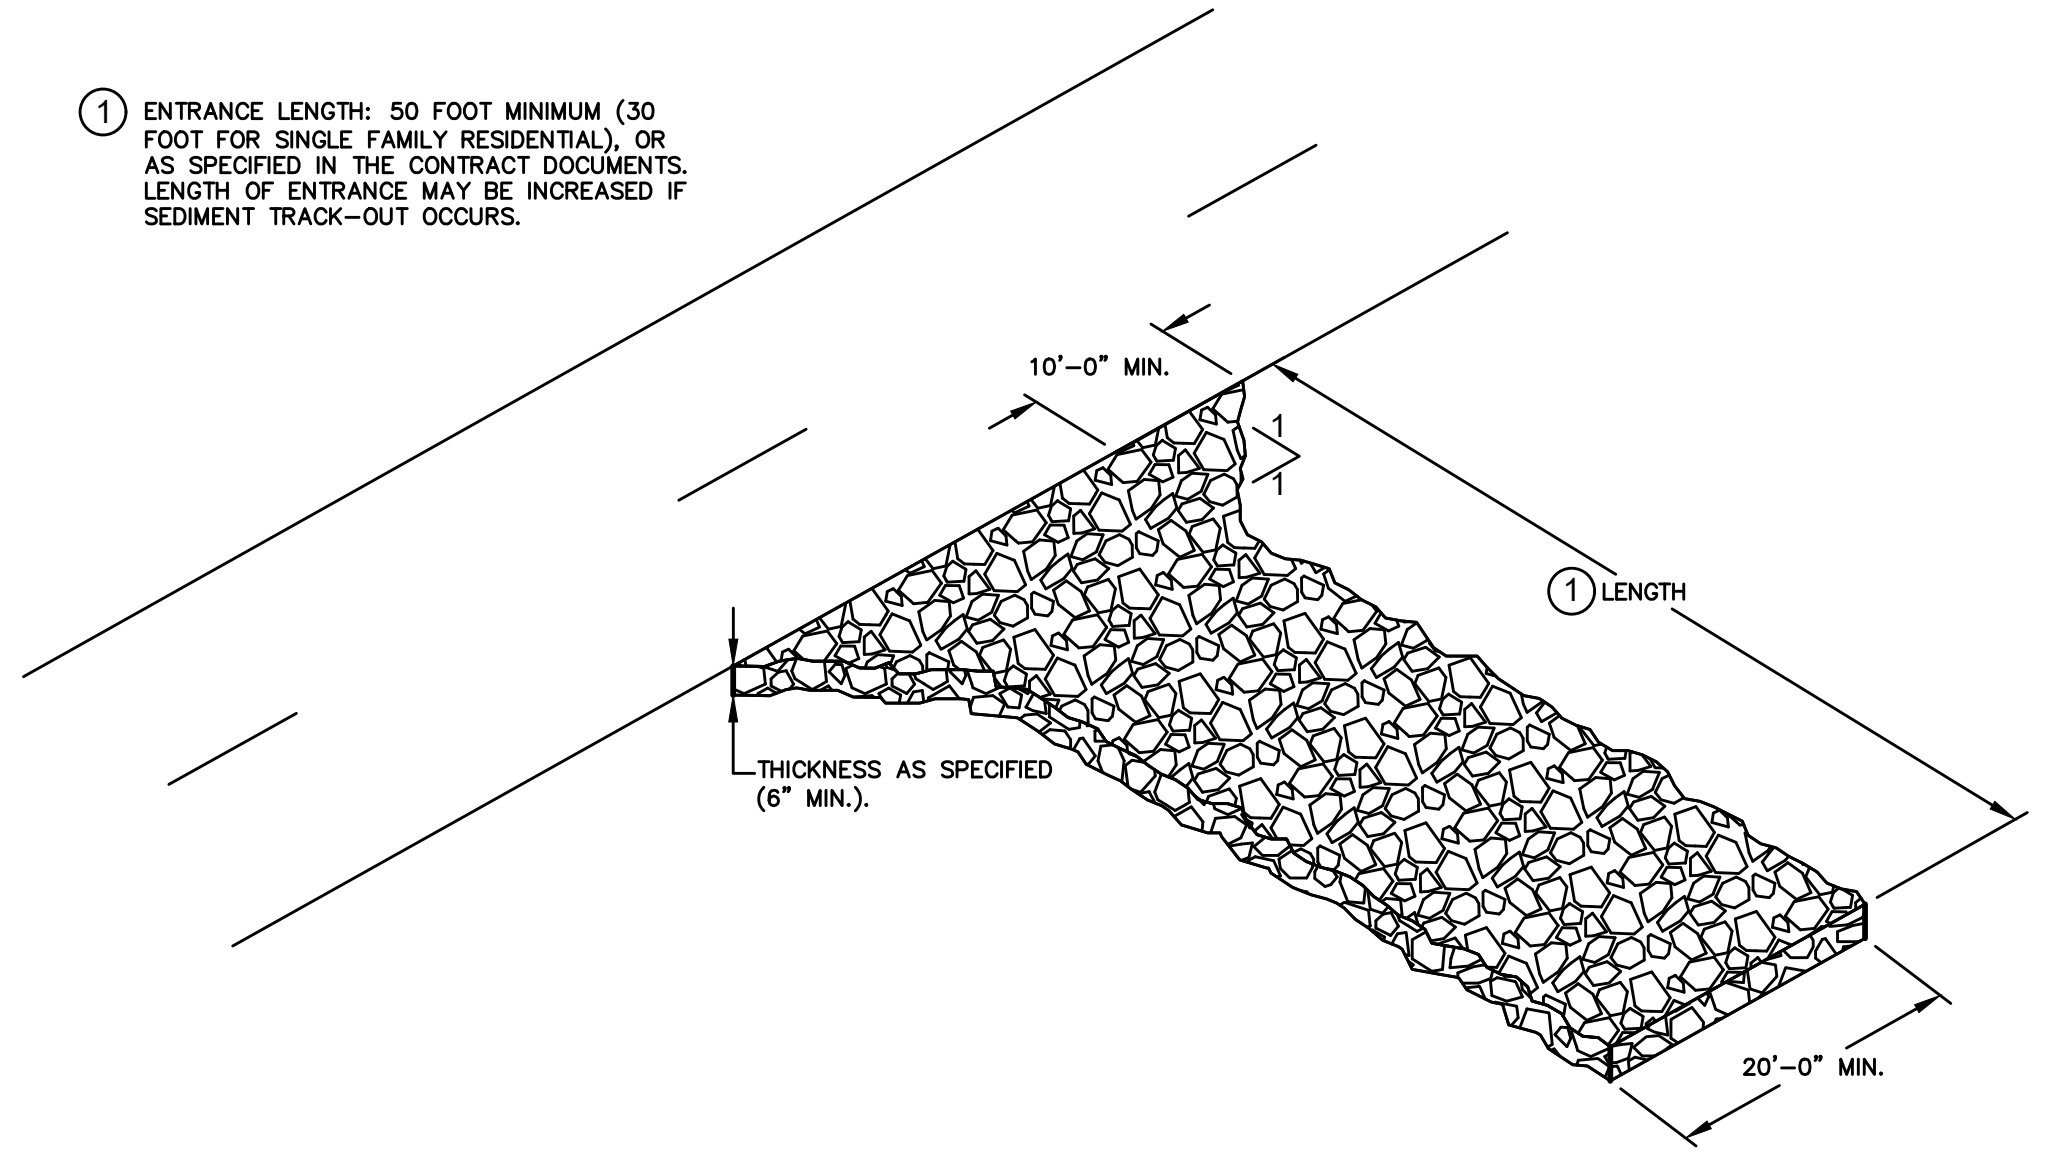 1 ENTRANCE LENGTH: 50 FOOT MINIMUM (30
FOOT FOR SINGLE FAMILY RESIDENTIAL), OR
AS SPECIFIED IN THE CONTRACT DOCUMENTS.
LENGTH OF ENTRANCE MAY BE INCREASED IF
SEDIMENT TRACK-OUT OCCURS.
10'-0" MIN.
1
1
1 LENGTH
THICKNESS AS SPECIFIED
(6" MIN.).
20'-0" MIN.